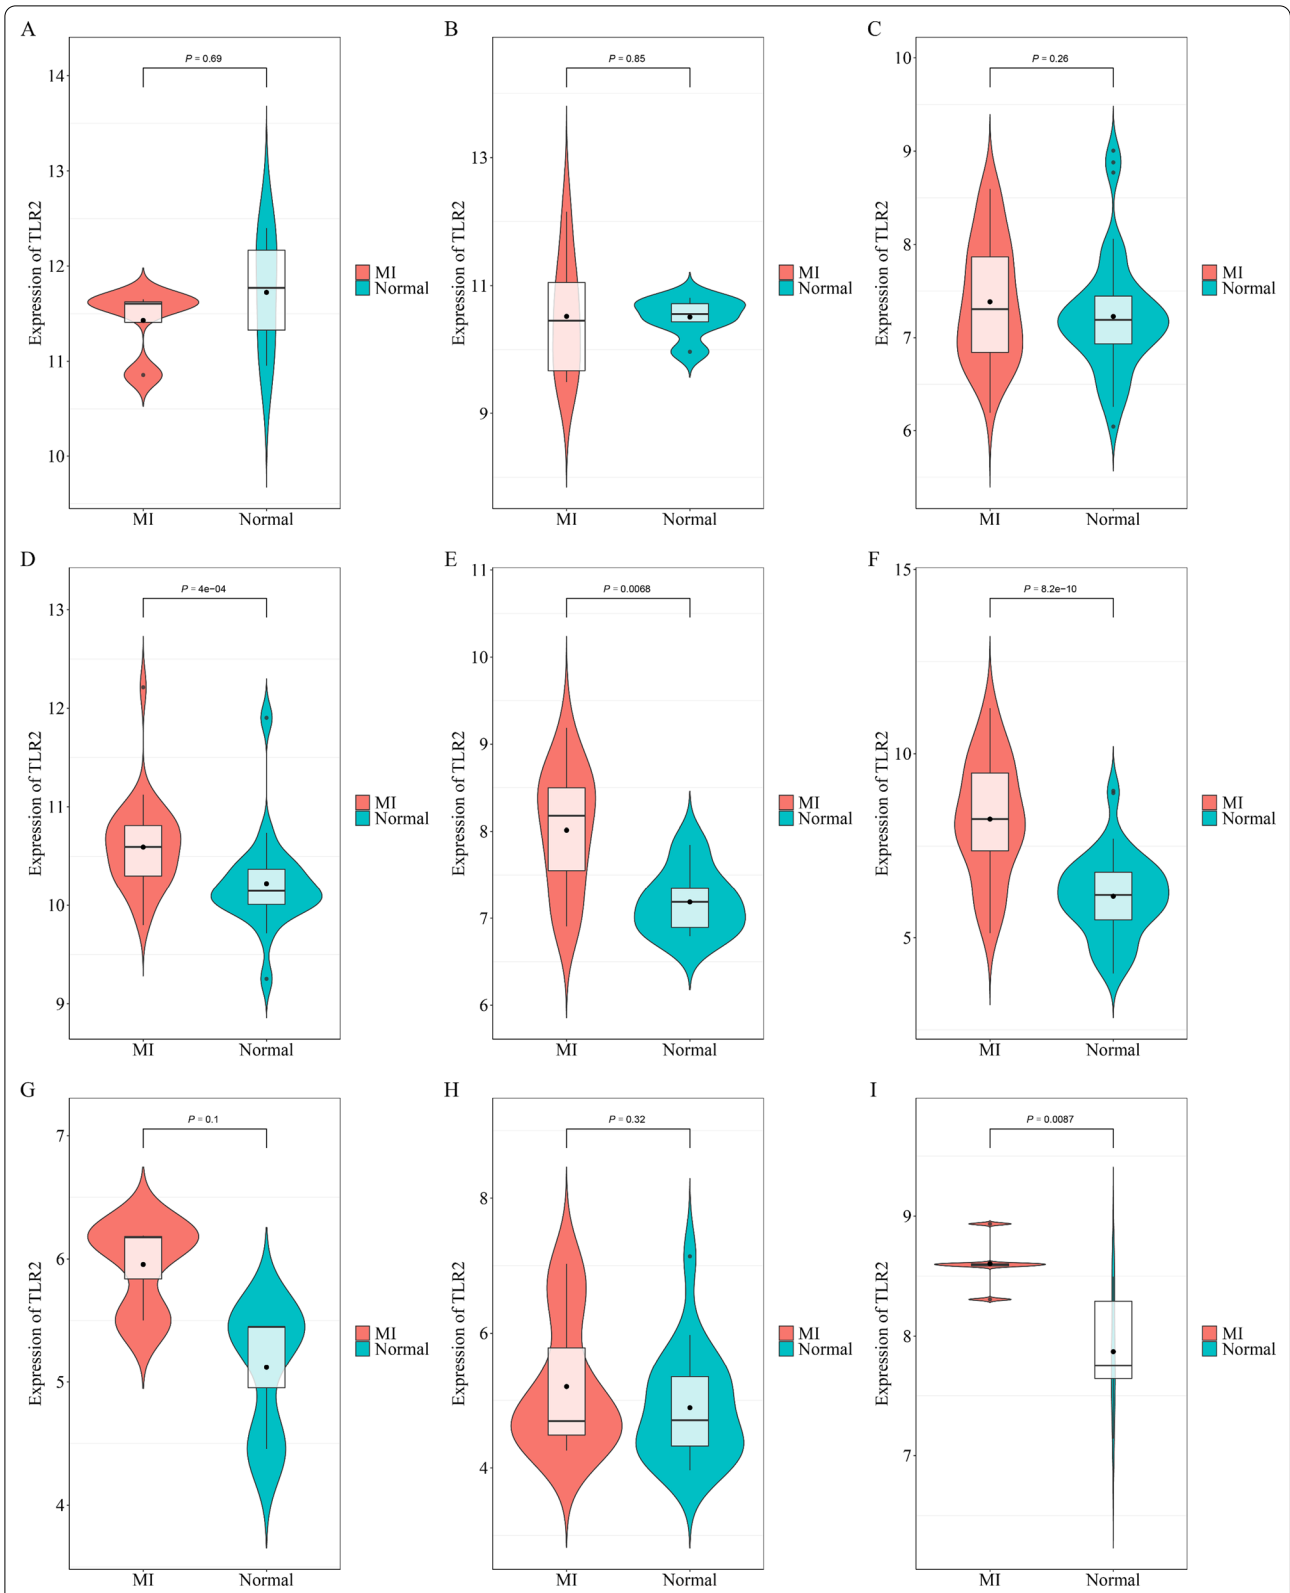 A
P = 0.69
Expression of TLR2
14
13
12
11
10
MI
Normal
MI
Normal
B
P = 0.85
Expression of TLR2
13
11
9
MI
Normal
MI
Normal
C
P = 0.26
Expression of TLR2
10
9
8
7
6
MI
Normal
MI
Normal
D
P = 4e−04
Expression of TLR2
13
12
11
10
9
MI
Normal
MI
Normal
E
P = 0.0068
Expression of TLR2
11
10
9
8
7
6
MI
Normal
MI
Normal
F
P = 8.2e−10
Expression of TLR2
15
10
5
MI
Normal
MI
Normal
G
P = 0.1
Expression of TLR2
7
6
5
4
MI
Normal
MI
Normal
H
P = 0.32
Expression of TLR2
8
6
4
MI
Normal
MI
Normal
I
P = 0.0087
Expression of TLR2
9
8
7
MI
Normal
MI
Normal